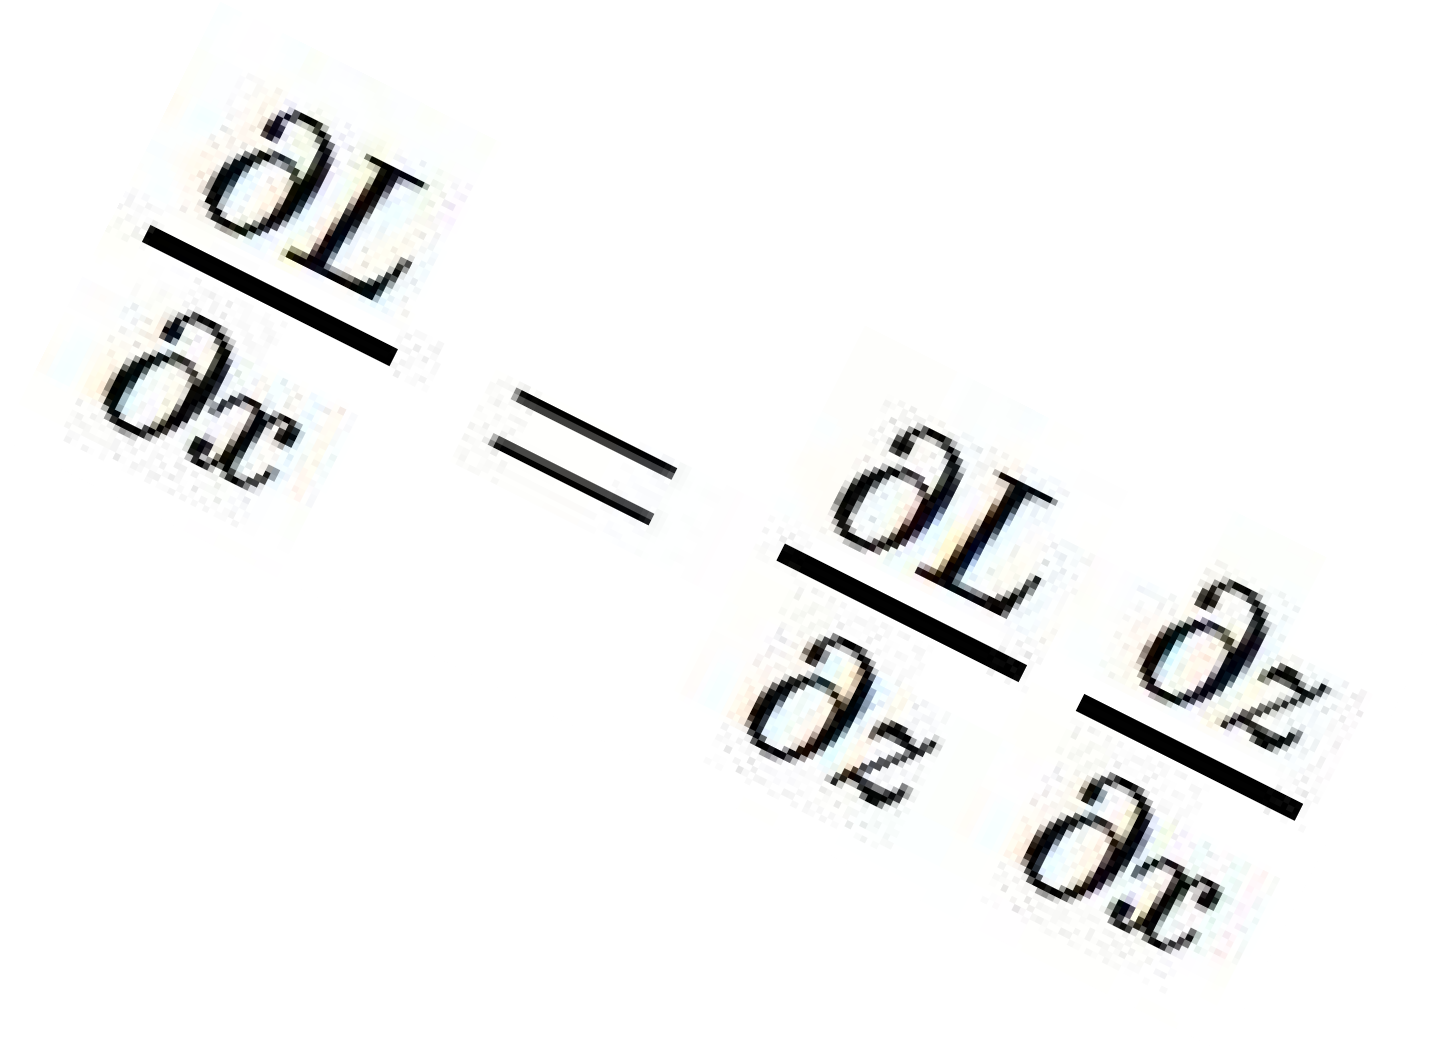 ∂L/∂x = ∂L/∂z ∂z/∂x